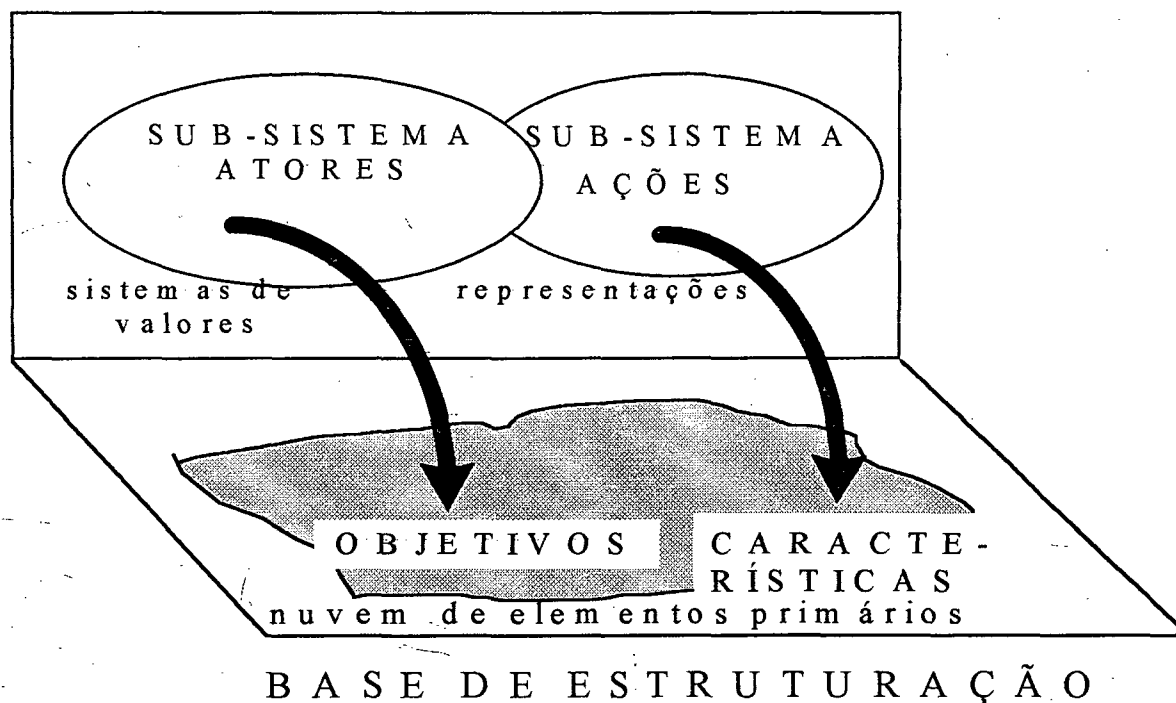 SUB-SISTEMA
ATORES
SUB-SISTEMA
AÇÕES
sistemas de
valores
representações
OBJETIVOS
CARACTE-
RÍSTICAS
nuvem de elementos primários
BASE DE ESTRUTURAÇÃO